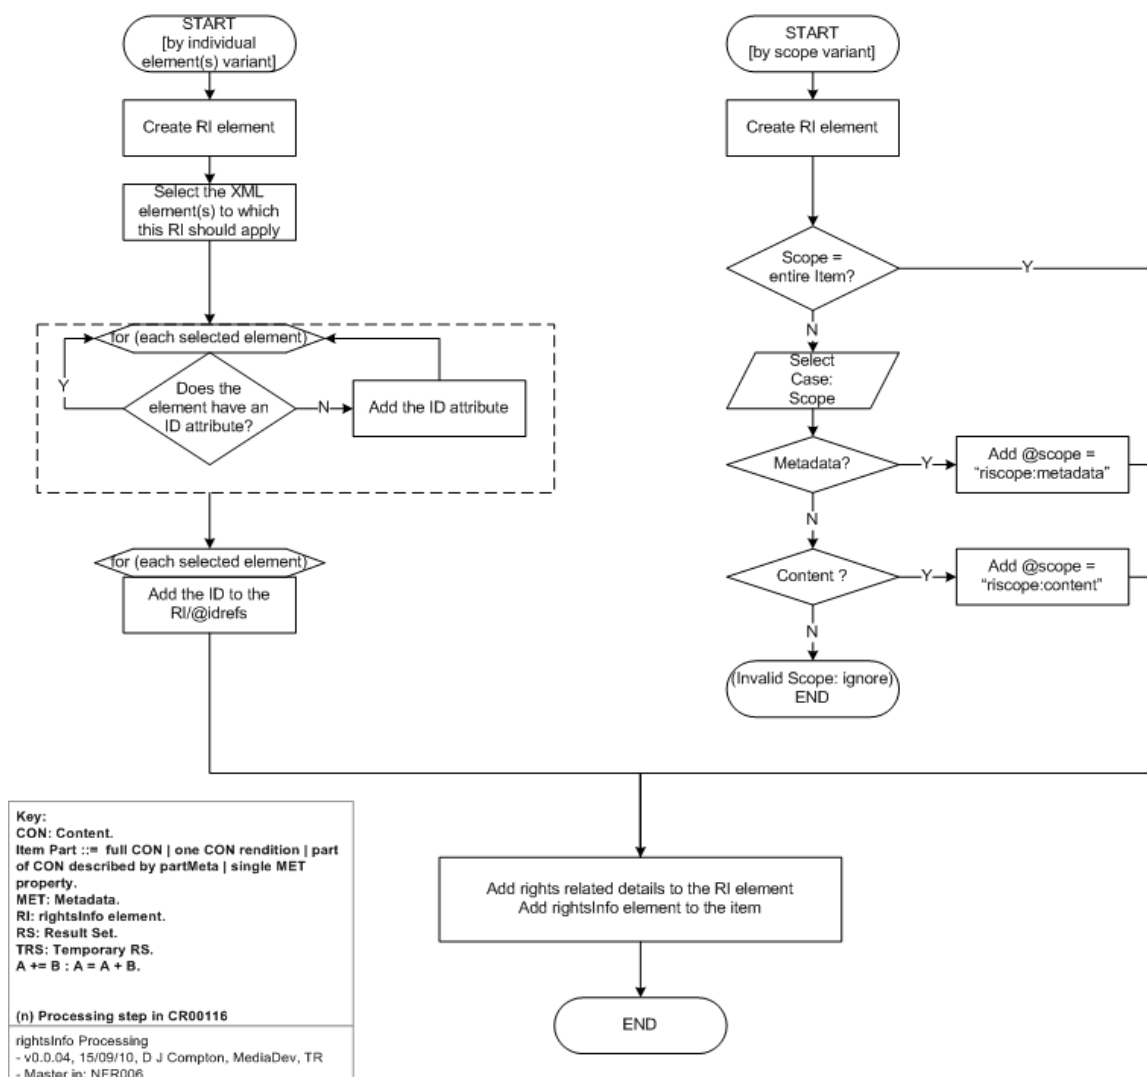 START
[by individual
element(s) variant]
Create RI element
Select the XML
element(s) to which
this RI should apply
for (each selected element)
Y
Does the
element have an
ID attribute?
N
Add the ID attribute
for (each selected element)
Add the ID to the
RI/@idrefs
START
[by scope variant]
Create RI element
Scope =
entire Item?
Y
N
Select
Case:
Scope
Metadata?
Y
Add @scope =
“riscope:metadata”
N
Content ?
Y
Add @scope =
“riscope:content”
N
(Invalid Scope: ignore)
END
Add rights related details to the RI element
Add rightsInfo element to the item
END
Key:
CON: Content.
Item Part ::= full CON | one CON rendition | part
of CON described by partMeta | single MET
property.
MET: Metadata.
RI: rightsInfo element.
RS: Result Set.
TRS: Temporary RS.
A += B : A = A + B.
(n) Processing step in CR00116
rightsInfo Processing
- v0.0.04, 15/09/10, D J Compton, MediaDev, TR
- Master in: NFR006